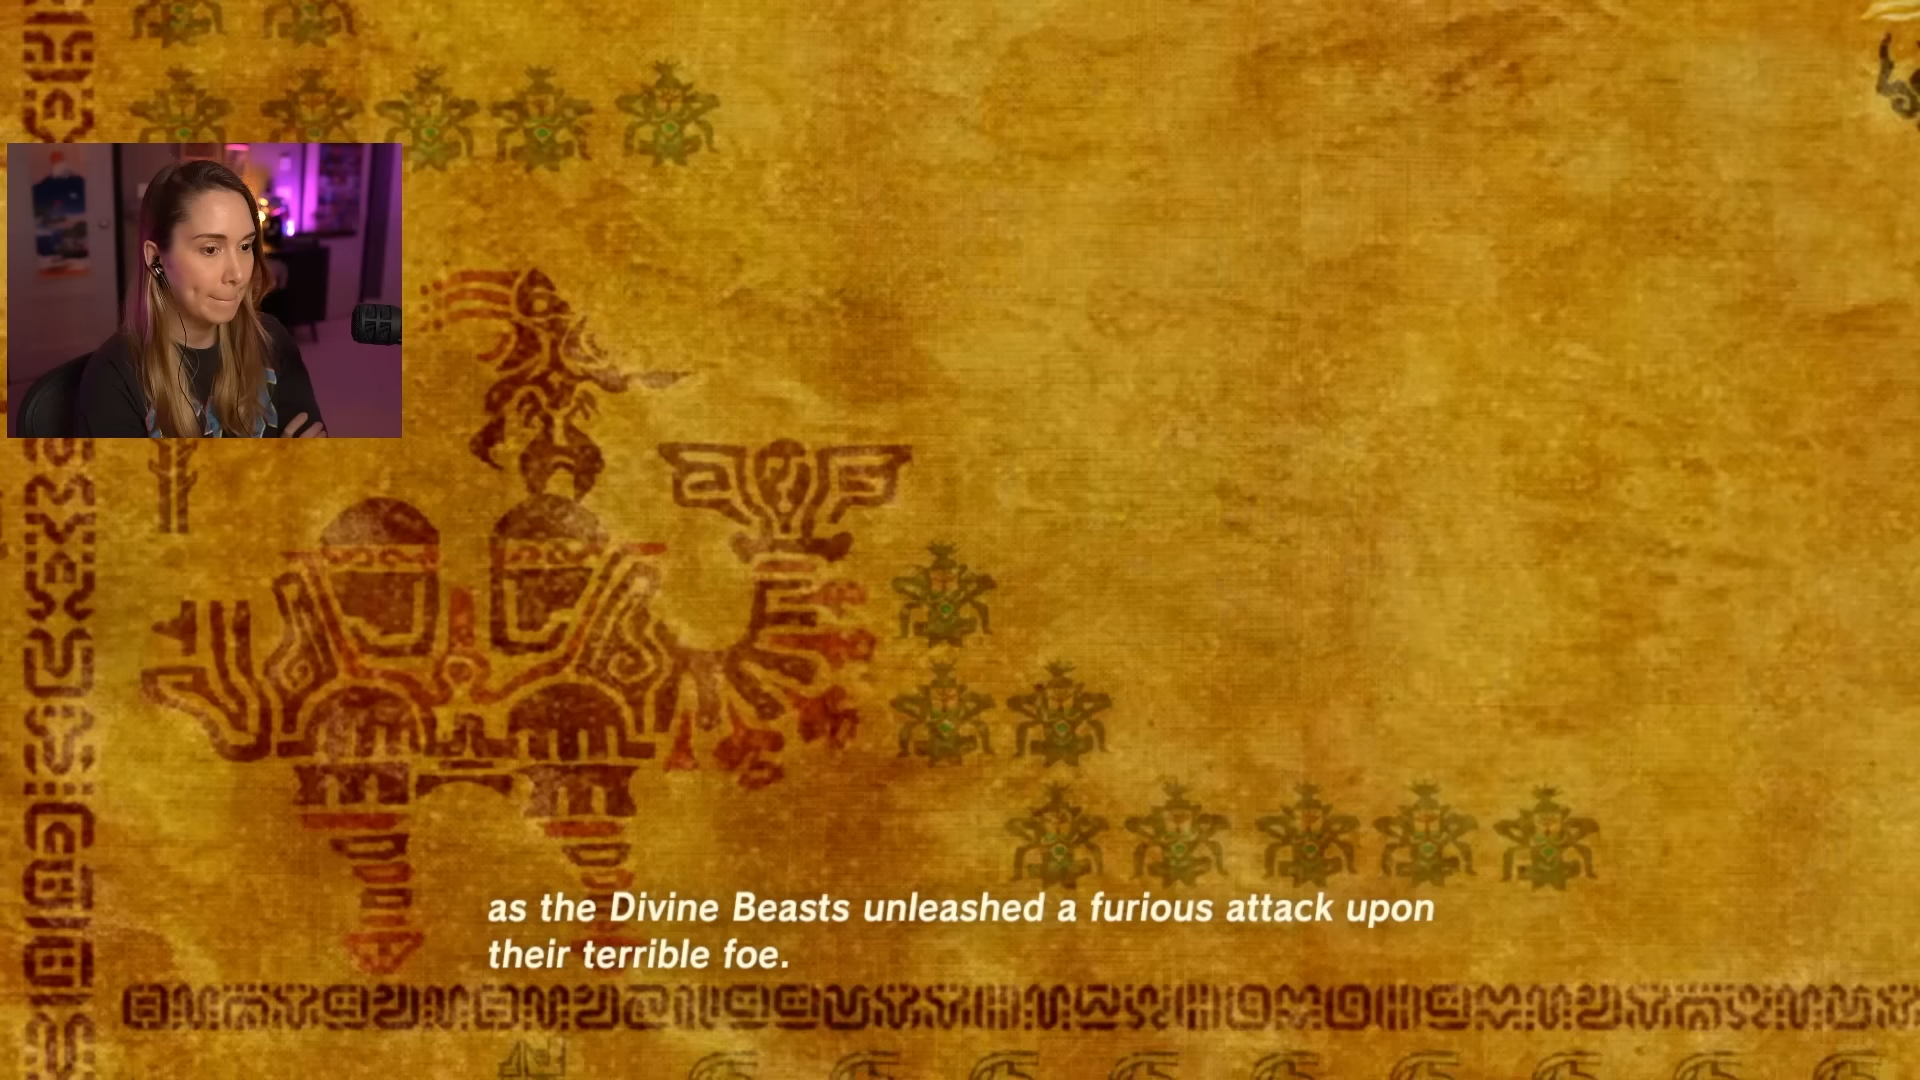 as the Divine Beasts unleashed a furious attack upon
their terrible foe.